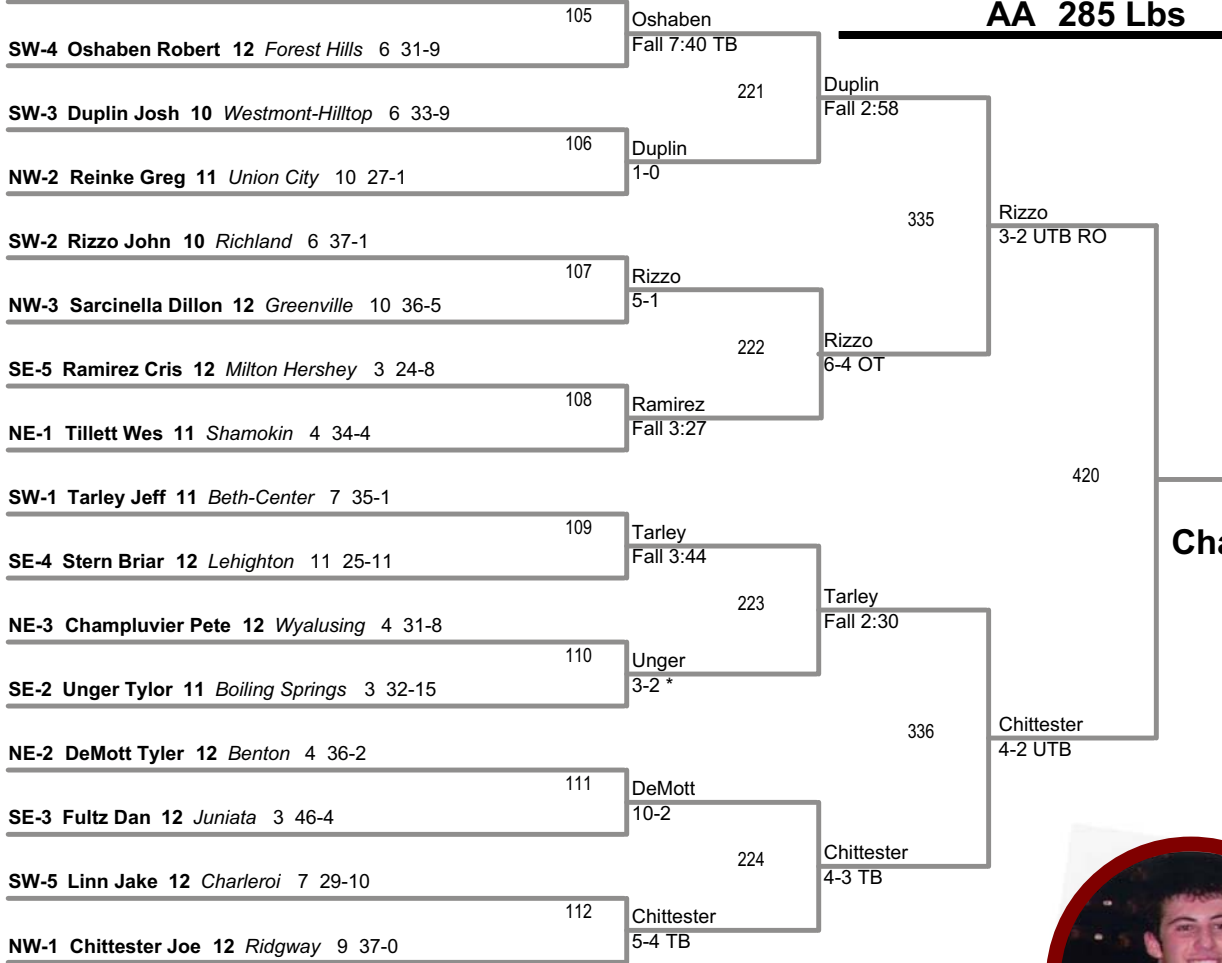 AA 285 Lbs
105
Oshaben
SW-4 Oshaben Robert 12 Forest Hills 6 31-9
Fall 7:40 TB
221
Duplin
SW-3 Duplin Josh 10 Westmont-Hilltop 6 33-9
Fall 2:58
106
Duplin
NW-2 Reinke Greg 11 Union City 10 27-1
1-0
335
Rizzo
SW-2 Rizzo John 10 Richland 6 37-1
3-2 UTB RO
107
Rizzo
NW-3 Sarcinella Dillon 12 Greenville 10 36-5
5-1
222
Rizzo
SE-5 Ramirez Cris 12 Milton Hershey 3 24-8
6-4 OT
108
Ramirez
NE-1 Tillett Wes 11 Shamokin 4 34-4
Fall 3:27
420
SW-1 Tarley Jeff 11 Beth-Center 7 35-1
109
Tarley
SE-4 Stern Briar 12 Lehighton 11 25-11
Fall 3:44
223
Tarley
NE-3 Champluvier Pete 12 Wyalusing 4 31-8
Fall 2:30
110
Unger
SE-2 Unger Tylor 11 Boiling Springs 3 32-15
3-2 *
336
Chittester
NE-2 DeMott Tyler 12 Benton 4 36-2
4-2 UTB
111
DeMott
SE-3 Fultz Dan 12 Juniata 3 46-4
10-2
224
Chittester
SW-5 Linn Jake 12 Charleroi 7 29-10
4-3 TB
112
Chittester
NW-1 Chittester Joe 12 Ridgway 9 37-0
5-4 TB